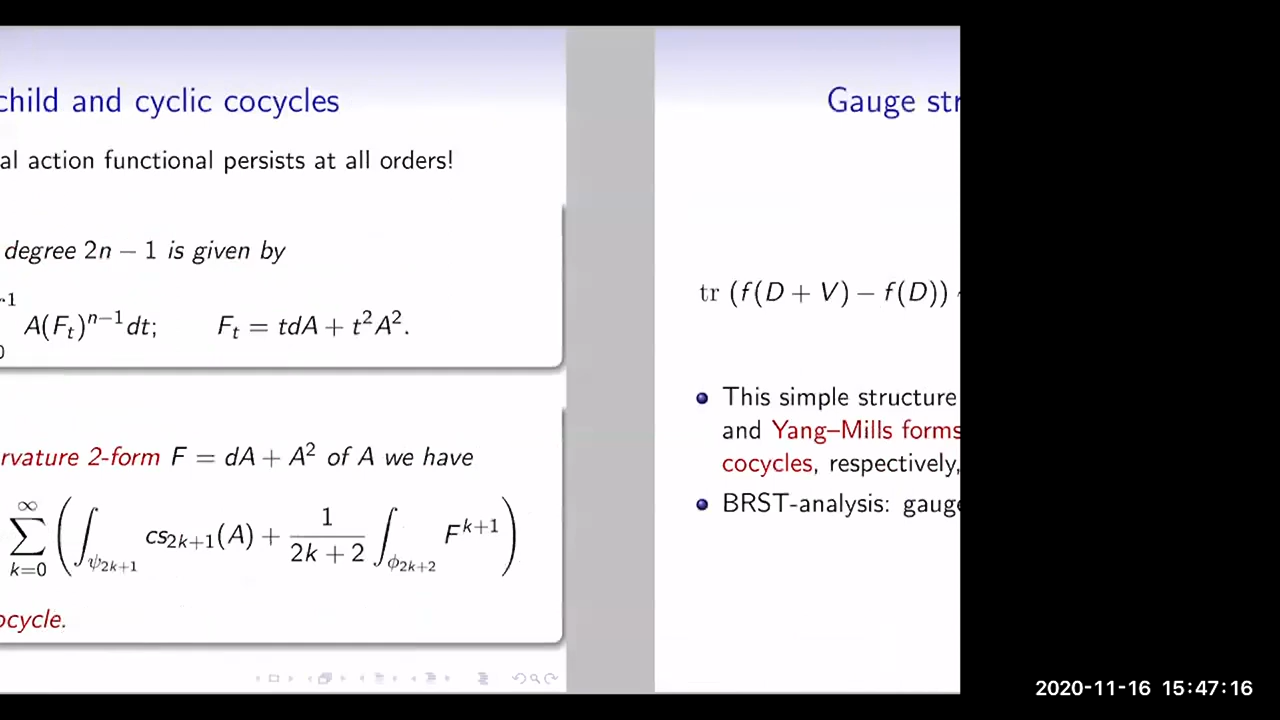 child and cyclic cocycles
al action functional persists at all orders!
degree 2n − 1 is given by
A(F_t)^{n−1}dt; F_t = tdA + t²A².
rvature 2-form F = dA + A² of A we have
∑_{k=0}^{∞} ( ∫_{ψ_{2k+1}} cs_{2k+1}(A) + 1/(2k + 2) ∫_{ϕ_{2k+2}} F^{k+1} )
ocycle.
Gauge str
tr (f(D + V) − f(D))
This simple structure
and Yang–Mills forms
cocycles, respectively,
BRST-analysis: gauge
2020-11-16 15:47:16